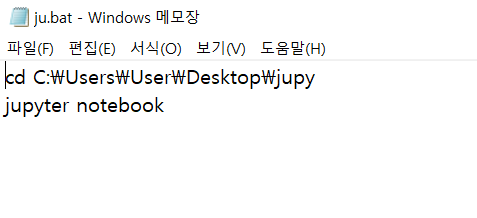 ju.bat - Windows 메모장
파일(F) 편집(E) 서식(O) 보기(V) 도움말(H)
cd C:₩Users₩User₩Desktop₩jupy
jupyter notebook